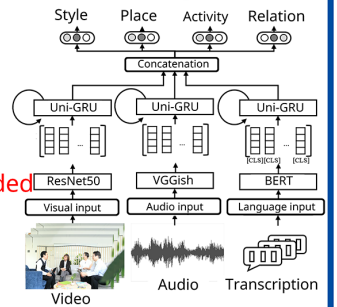 Style Place Activity Relation
Concatenation
Uni-GRU Uni-GRU Uni-GRU
... ... ...
[CLS][CLS] [CLS]
ded ResNet50 VGGish BERT
Visual input Audio input Language input
Video Audio Transcription